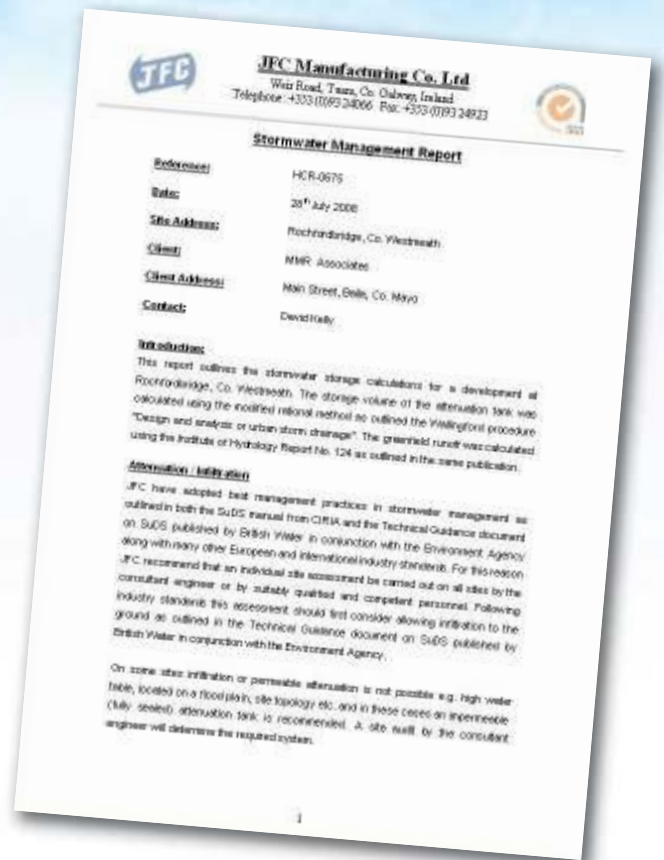 JFC
JFC Manufacturing Co. Ltd
Weir Road, Tuam, Co. Galway, Ireland
Telephone: +353 (0)93 24066 Fax: +353 (0)93 24923
Stormwater Management Report
Reference: HCR-0676
Date: 28th July 2008
Site Address: Rochfordbridge, Co. Westmeath
Client: MMR Associates
Client Address: Main Street, Co. Mayo
Contact: David Kelly
Introduction:
This report outlines the stormwater storage calculations for a development at
Rochfordbridge, Co. Westmeath. The storage volume of the attenuation tank was
calculated using the modified rational method as outlined the Wallingford procedure
"Design and analysis or urban storm drainage". The greenfield runoff was calculated
using the Institute of Hydrology Report No. 124 as outlined in the same publication.
Attenuation / Infiltration
JFC have adopted best management practices in stormwater management as
outlined in both the SuDS manual from CIRIA and the Technical Guidance document
on SuDS published by British Water in conjunction with the Environment Agency
along with many other European and international industry standards. For this reason
JFC recommend that an individual site assessment be carried out on all sites by the
consultant engineer or by suitably qualified and competent personnel. Following
industry standards this assessment should first consider allowing infiltration to the
ground as outlined in the Technical Guidance document on SuDS published by
British Water in conjunction with the Environment Agency.
On some sites infiltration or permeable attenuation is not possible e.g. high water
table, located on a flood plain, site topology etc. and in these cases an impermeable
(fully sealed) attenuation tank is recommended. A site audit by the consultant
engineer will determine the required system.
1